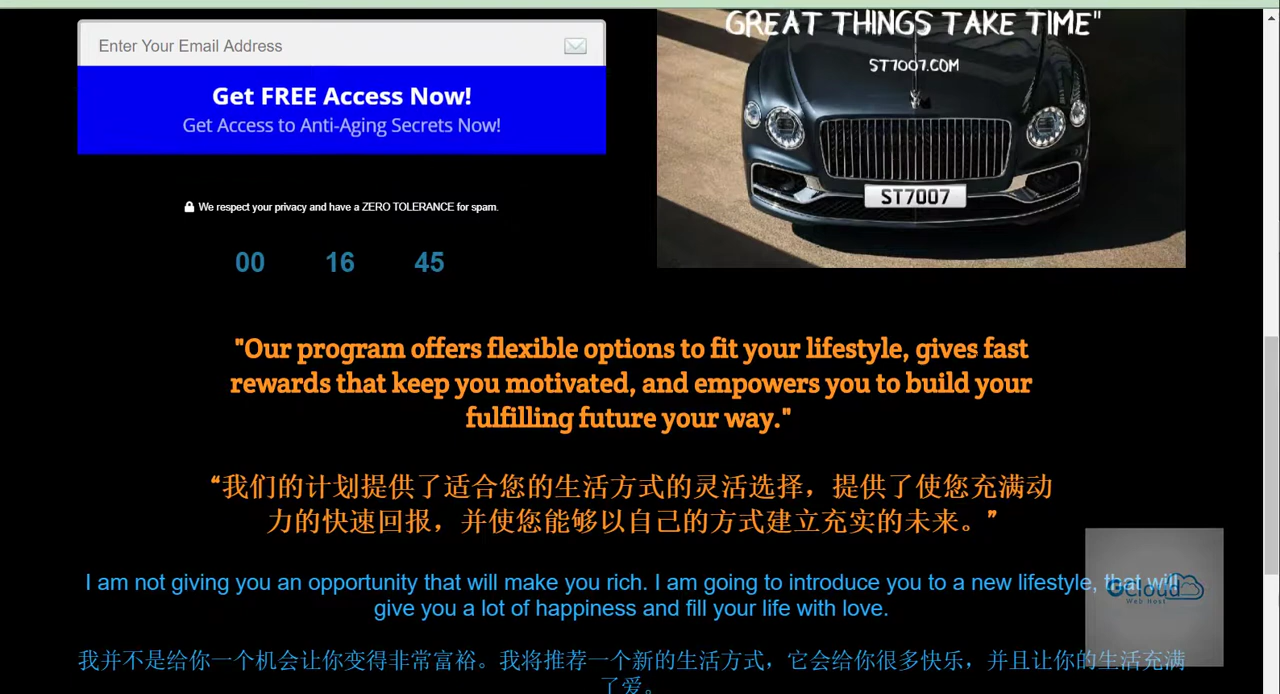 Enter Your Email Address
Get FREE Access Now!
Get Access to Anti-Aging Secrets Now!
We respect your privacy and have a ZERO TOLERANCE for spam.
00 16 45
GREAT THINGS TAKE TIME"
ST7007.COM
ST7007
"Our program offers flexible options to fit your lifestyle, gives fast
rewards that keep you motivated, and empowers you to build your
fulfilling future your way."
“我们的计划提供了适合您的生活方式的灵活选择，提供了使您充满动
力的快速回报，并使您能够以自己的方式建立充实的未来。”
I am not giving you an opportunity that will make you rich. I am going to introduce you to a new lifestyle, that will
give you a lot of happiness and fill your life with love.
我并不是给你一个机会让你变得非常富裕。我将推荐一个新的生活方式，它会给你很多快乐，并且让你的生活充满
了爱。
GCloud
Web Host